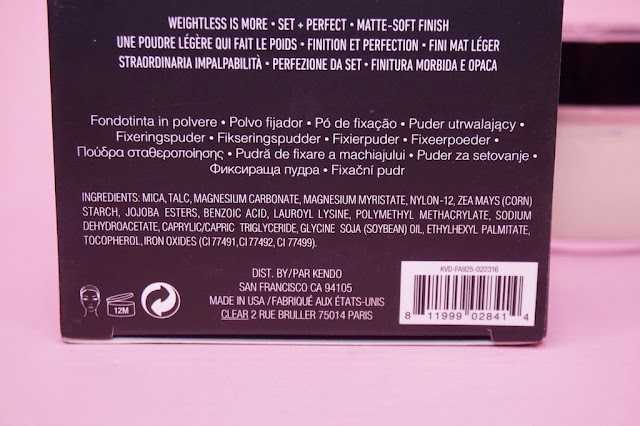 WEIGHTLESS IS MORE • SET + PERFECT • MATTE-SOFT FINISH
UNE POUDRE LÉGÈRE QUI FAIT LE POIDS • FINITION ET PERFECTION • FINI MAT LÉGER
STRAORDINARIA IMPALPABILITÀ • PERFEZIONE DA SET • FINITURA MORBIDA E OPACA
Fondotinta in polvere • Polvo fijador • Pó de fixação • Puder utrwalający •
Fixeringspuder • Fikseringspudder • Fixierpuder • Fixeerpoeder •
Πούδρα σταθεροποίησης • Pudră de fixare a machiajului • Puder za setovanje •
Фиксираща пудра • Fixační pudr
INGREDIENTS: MICA, TALC, MAGNESIUM CARBONATE, MAGNESIUM MYRISTATE, NYLON-12, ZEA MAYS (CORN)
STARCH, JOJOBA ESTERS, BENZOIC ACID, LAUROYL LYSINE, POLYMETHYL METHACRYLATE, SODIUM
DEHYDROACETATE, CAPRYLIC/CAPRIC TRIGLYCERIDE, GLYCINE SOJA (SOYBEAN) OIL, ETHYLHEXYL PALMITATE,
TOCOPHEROL, IRON OXIDES (CI 77491, CI 77492, CI 77499).
12M
DIST. BY/PAR KENDO
SAN FRANCISCO CA 94105
MADE IN USA / FABRIQUÉ AUX ÉTATS-UNIS
CLEAR 2 RUE BRULLER 75014 PARIS
KVD-FA925-022316
8 11999 02841 4